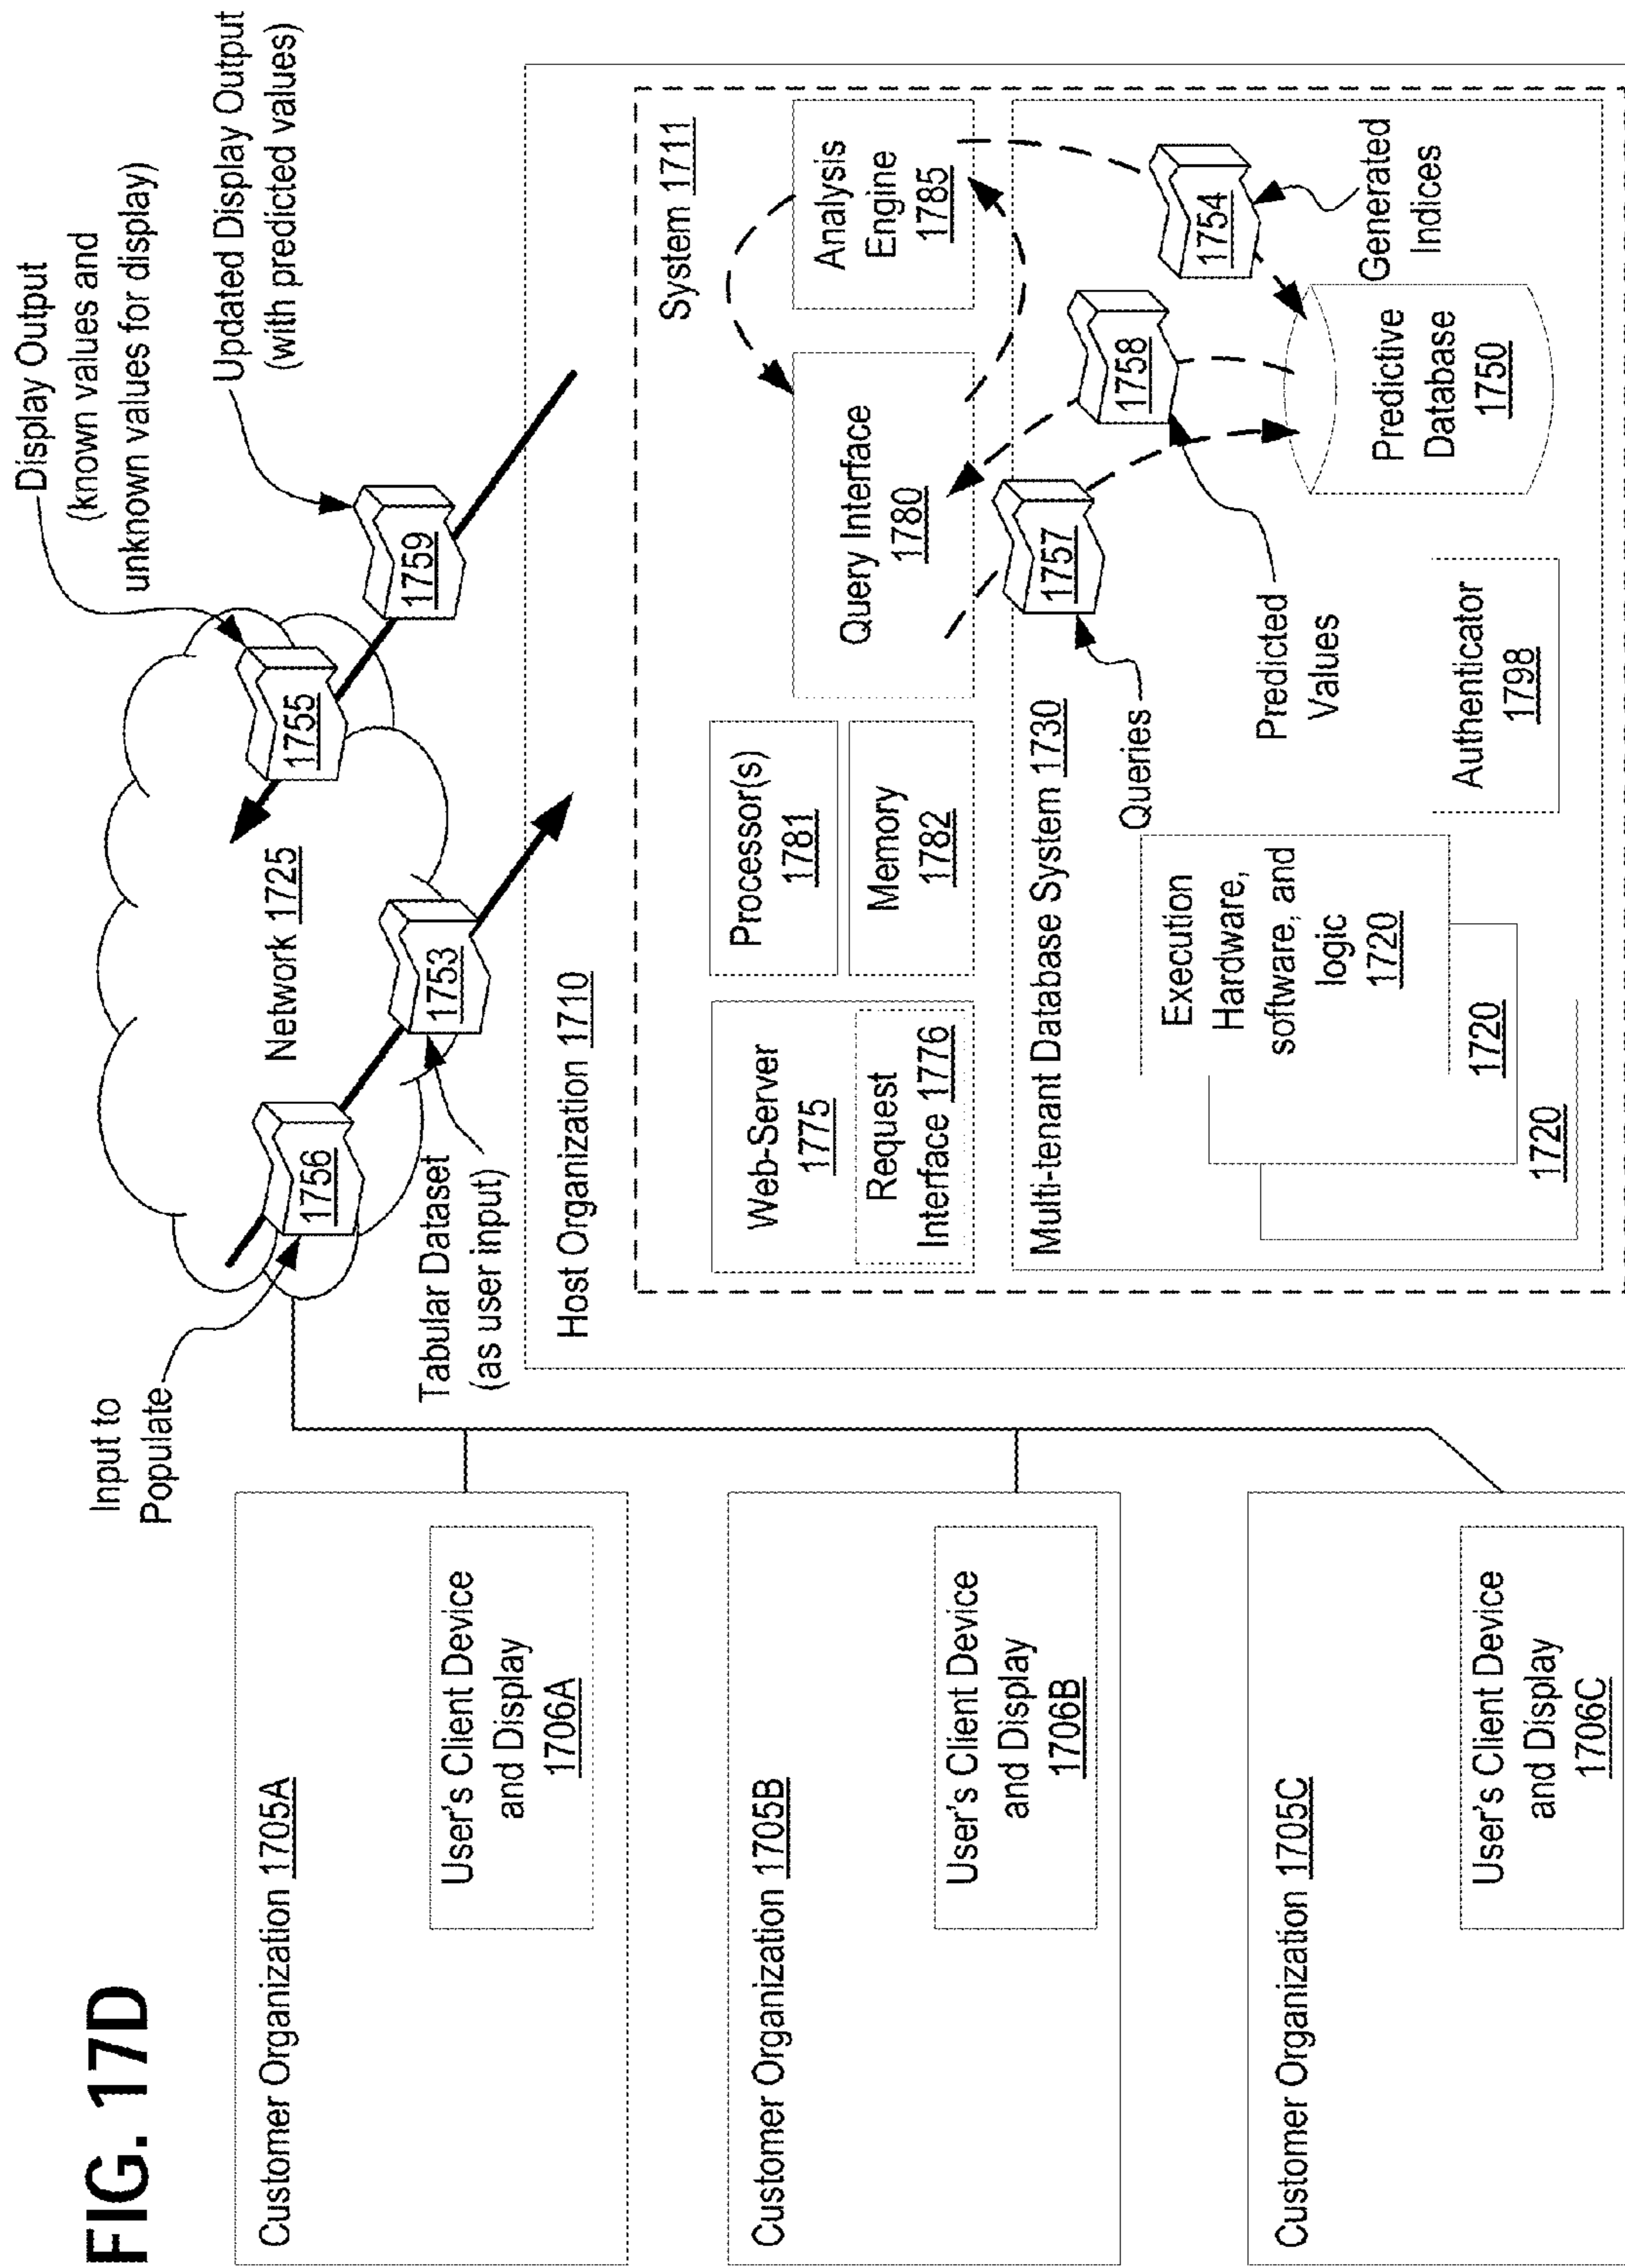 FIG. 17D
Customer Organization 1705A
User's Client Device
and Display
1706A
Customer Organization 1705B
User's Client Device
and Display
1706B
Customer Organization 1705C
User's Client Device
and Display
1706C
Input to
Populate
1756
Network 1725
1753
Tabular Dataset
(as user input)
Display Output
(known values and
unknown values for display)
1755
Updated Display Output
(with predicted values)
1759
Host Organization 1710
System 1711
Web-Server
1775
Request
Interface 1776
Processor(s)
1781
Memory
1782
Query Interface
1780
Analysis
Engine
1785
Multi-tenant Database System 1730
Queries
1757
1758
1754
Predicted
Values
Generated
Indices
Execution
Hardware,
software, and
logic
1720
1720
1720
Authenticator
1798
Predictive
Database
1750